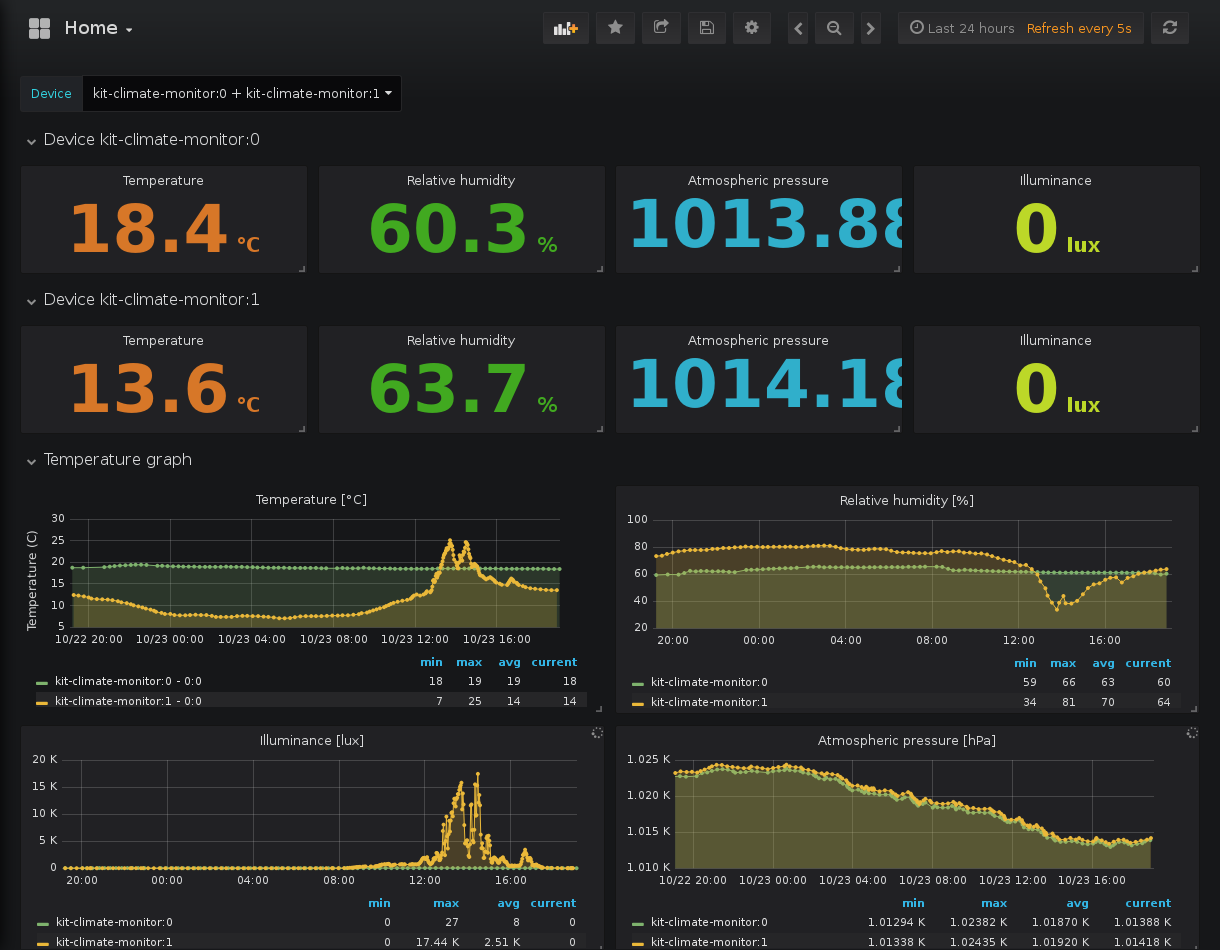 Home
Last 24 hours Refresh every 5s
Device kit-climate-monitor:0 + kit-climate-monitor:1
Device kit-climate-monitor:0
Temperature Relative humidity Atmospheric pressure Illuminance
18.4 °C 60.3 % 1013.88 0 lux
Device kit-climate-monitor:1
Temperature Relative humidity Atmospheric pressure Illuminance
13.6 °C 63.7 % 1014.18 0 lux
Temperature graph
Temperature [°C]
Temperature (C)
30
25
20
15
10
5
10/22 20:00 10/23 00:00 10/23 04:00 10/23 08:00 10/23 12:00 10/23 16:00
min max avg current
kit-climate-monitor:0 - 0:0 18 19 19 18
kit-climate-monitor:1 - 0:0 7 25 14 14
Relative humidity [%]
100
80
60
40
20
20:00 00:00 04:00 08:00 12:00 16:00
min max avg current
kit-climate-monitor:0 59 66 63 60
kit-climate-monitor:1 34 81 70 64
Illuminance [lux]
20 K
15 K
10 K
5 K
0
20:00 00:00 04:00 08:00 12:00 16:00
min max avg current
kit-climate-monitor:0 0 27 8 0
kit-climate-monitor:1 0 17.44 K 2.51 K 0
Atmospheric pressure [hPa]
1.025 K
1.020 K
1.015 K
1.010 K
10/22 20:00 10/23 00:00 10/23 04:00 10/23 08:00 10/23 12:00 10/23 16:00
min max avg current
kit-climate-monitor:0 1.01294 K 1.02382 K 1.01870 K 1.01388 K
kit-climate-monitor:1 1.01338 K 1.02435 K 1.01920 K 1.01418 K